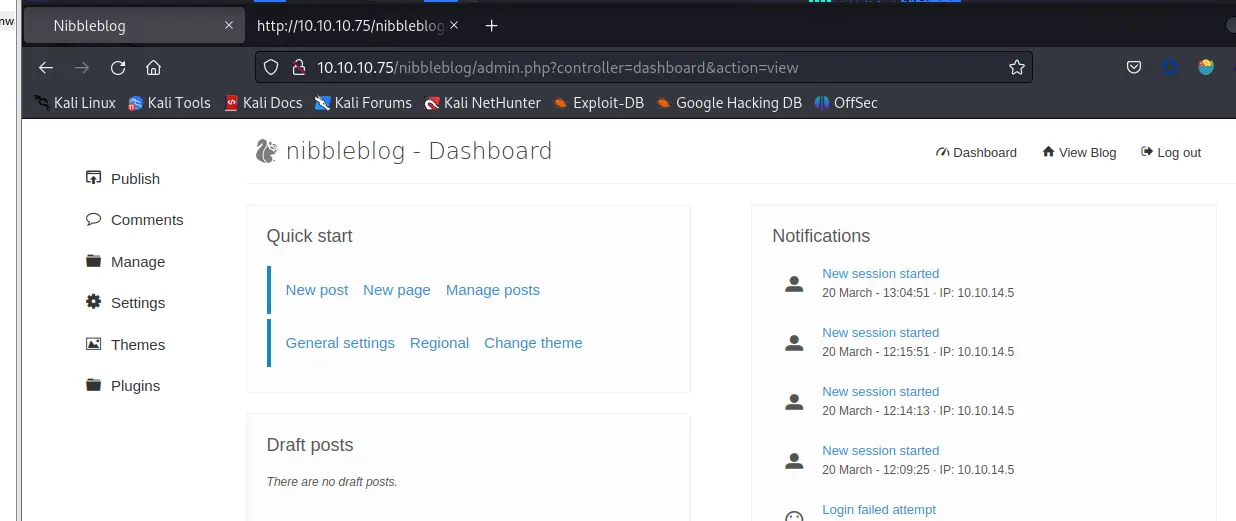 Nibbleblog
http://10.10.10.75/nibbleblog
10.10.10.75/nibbleblog/admin.php?controller=dashboard&action=view
Kali Linux Kali Tools Kali Docs Kali Forums Kali NetHunter Exploit-DB Google Hacking DB OffSec
nibbleblog - Dashboard
Dashboard View Blog Log out
Publish
Comments
Manage
Settings
Themes
Plugins
Quick start
New post New page Manage posts
General settings Regional Change theme
Draft posts
There are no draft posts.
Notifications
New session started
20 March - 13:04:51 · IP: 10.10.14.5
New session started
20 March - 12:15:51 · IP: 10.10.14.5
New session started
20 March - 12:14:13 · IP: 10.10.14.5
New session started
20 March - 12:09:25 · IP: 10.10.14.5
Login failed attempt